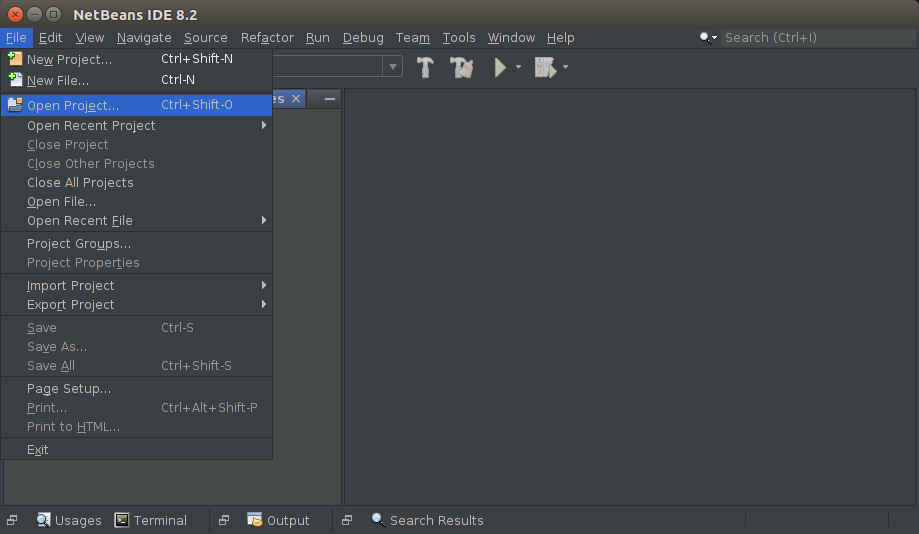 NetBeans IDE 8.2
File Edit View Navigate Source Refactor Run Debug Team Tools Window Help Search (Ctrl+I)
New Project... Ctrl+Shift-N
New File... Ctrl-N
Open Project... Ctrl+Shift-O
es
Open Recent Project
Close Project
Close Other Projects
Close All Projects
Open File...
Open Recent File
Project Groups...
Project Properties
Import Project
Export Project
Save Ctrl-S
Save As...
Save All Ctrl+Shift-S
Page Setup...
Print... Ctrl+Alt+Shift-P
Print to HTML...
Exit
Usages Terminal Output Search Results